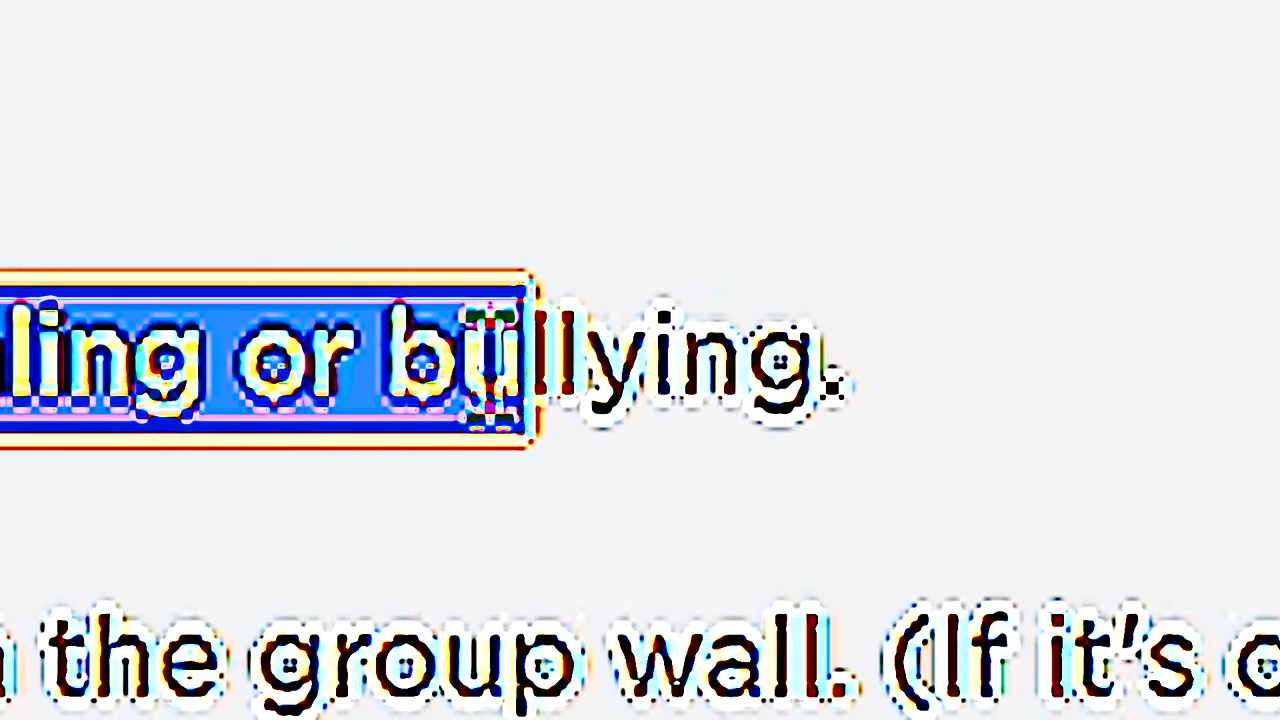 ling or bullying.
the group wall. (If it's